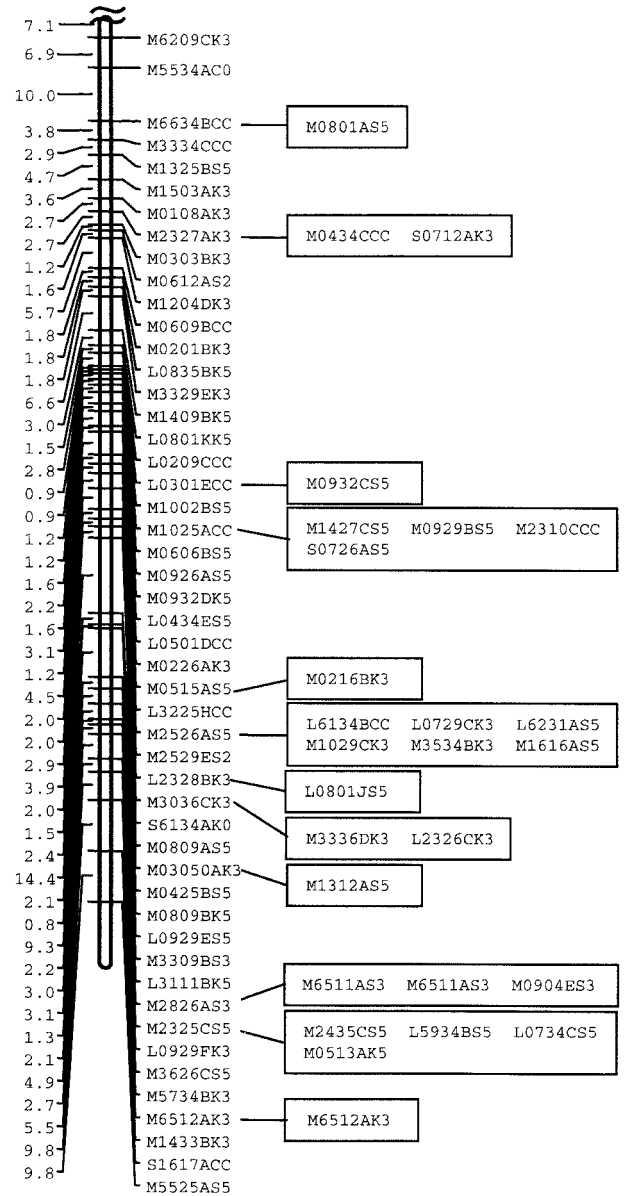 7.1
M6209CK3
6.9
M5534AC0
10.0
M6634BCC M0801AS5
3.8
M3334CCC
2.9
M1325BS5
4.7
M1503AK3
3.6
M0108AK3
2.7
M2327AK3 M0434CCC S0712AK3
2.7
M0303BK3
1.2
M0612AS2
1.6
M1204DK3
5.7
M0609BCC
1.8
M0201BK3
1.8
L0835BK5
1.8
M3329EK3
6.6
M1409BK5
3.0
L0801KK5
1.5
L0209CCC
2.8
L0301ECC M0932CS5
0.9
M1002BS5
0.9
M1025ACC M1427CS5 M0929BS5 M2310CCC
S0726AS5
1.2
M0606BS5
1.2
M0926AS5
1.6
M0932DK5
2.2
L0434ES5
1.6
L0501DCC
3.1
M0226AK3
1.2
M0515AS5 M0216BK3
4.5
L3225HCC
2.0
M2526AS5 L6134BCC L0729CK3 L6231AS5
M1029CK3 M3534BK3 M1616AS5
2.0
M2529ES2
2.9
L2328BK3 L0801JS5
3.9
M3036CK3 M3336DK3 L2326CK3
2.0
S6134AK0
1.5
M0809AS5
2.4
M03050AK3 M1312AS5
14.4
M0425BS5
2.1
M0809BK5
0.8
L0929ES5
9.3
M3309BS3
2.2
L3111BK5
3.0
M2826AS3 M6511AS3 M6511AS3 M0904ES3
3.1
M2325CS5 M2435CS5 L5934BS5 L0734CS5
M0513AK5
1.3
L0929FK3
2.1
M3626CS5
4.9
M5734BK3
2.7
M6512AK3 M6512AK3
5.5
M1433BK3
9.8
S1617ACC
9.8
M5525AS5